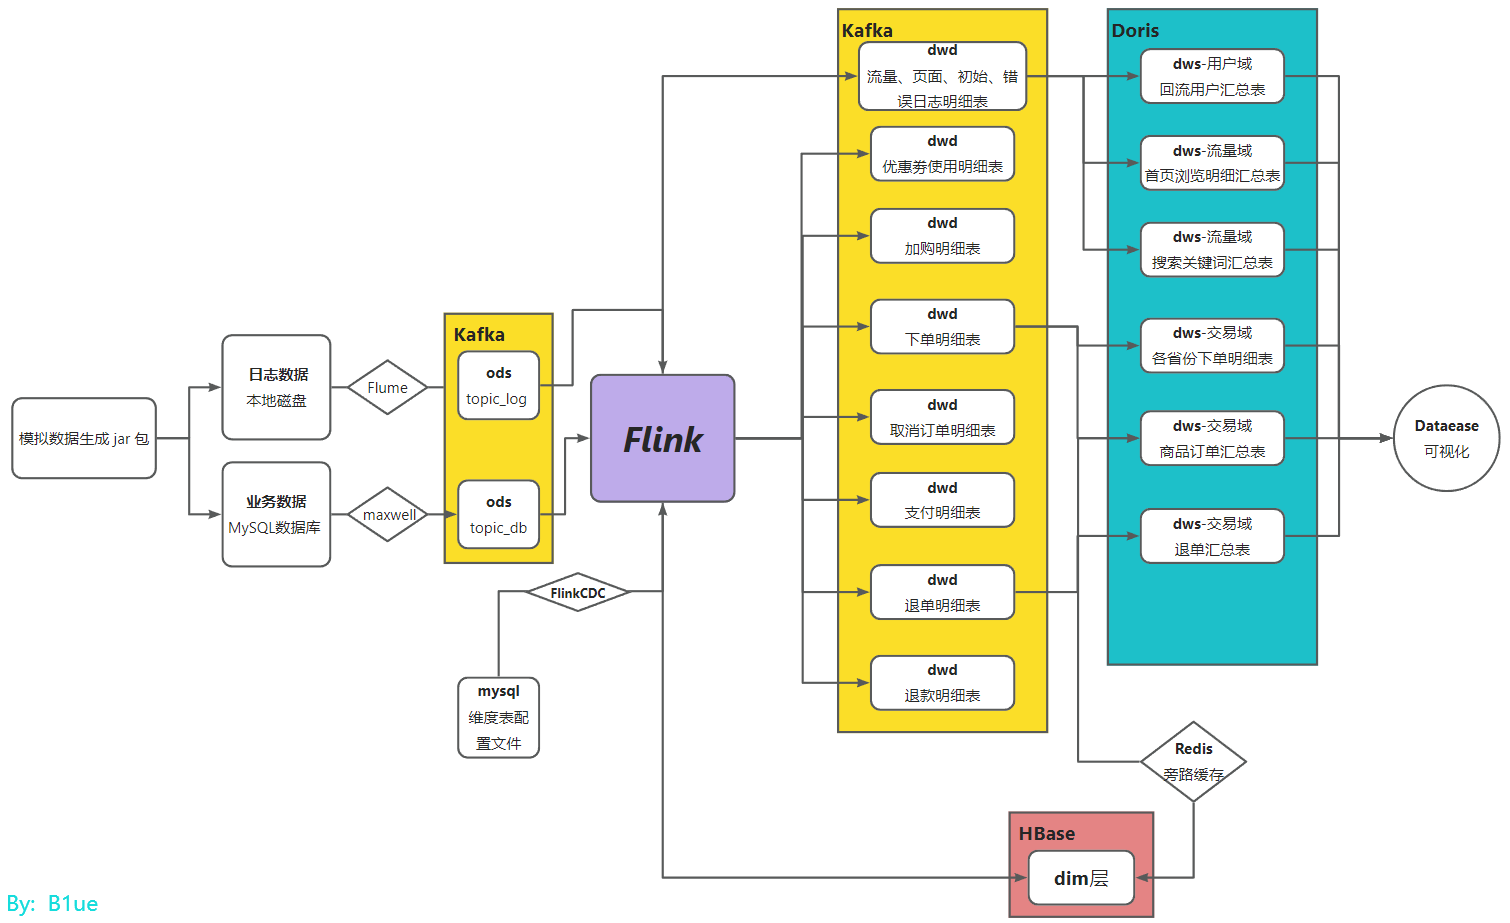 模拟数据生成 jar 包
日志数据
本地磁盘
业务数据
MySQL数据库
Flume
maxwell
Kafka
ods
topic_log
ods
topic_db
FlinkCDC
mysql
维度表配
置文件
Flink
Kafka
dwd
流量、页面、初始、错
误日志明细表
dwd
优惠劵使用明细表
dwd
加购明细表
dwd
下单明细表
dwd
取消订单明细表
dwd
支付明细表
dwd
退单明细表
dwd
退款明细表
Doris
dws-用户域
回流用户汇总表
dws-流量域
首页浏览明细汇总表
dws-流量域
搜索关键词汇总表
dws-交易域
各省份下单明细表
dws-交易域
商品订单汇总表
dws-交易域
退单汇总表
Dataease
可视化
Redis
旁路缓存
HBase
dim层
By: B1ue